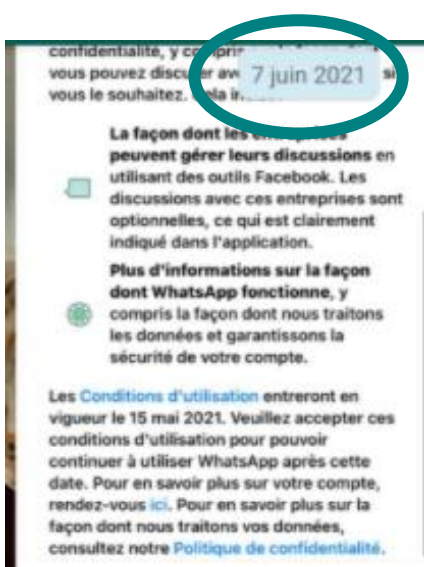 confidentialité, y compris
vous pouvez discuter 7 juin 2021 si
vous le souhaitez. Cela
La façon dont les entreprises
peuvent gérer leurs discussions en
utilisant des outils Facebook. Les
discussions avec ces entreprises sont
optionnelles, ce qui est clairement
indiqué dans l'application.
Plus d'informations sur la façon
dont WhatsApp fonctionne, y
compris la façon dont nous traitons
les données et garantissons la
sécurité de votre compte.
Les Conditions d'utilisation entreront en
vigueur le 15 mai 2021. Veuillez accepter ces
conditions d'utilisation pour pouvoir
continuer à utiliser WhatsApp après cette
date. Pour en savoir plus sur votre compte,
rendez-vous ici. Pour en savoir plus sur la
façon dont nous traitons vos données,
consultez notre Politique de confidentialité.